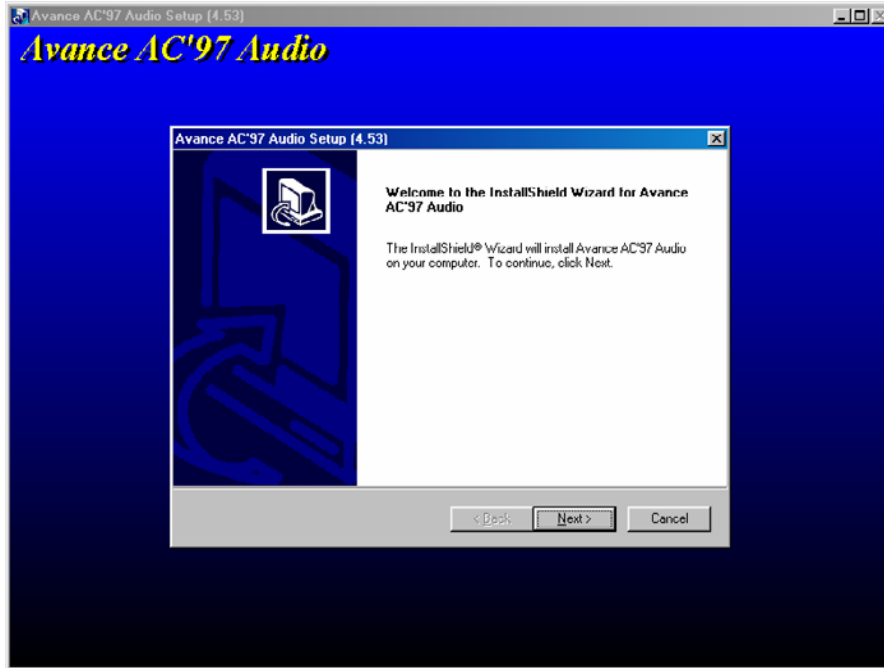 Avance AC'97 Audio Setup (4.53)
Avance AC'97 Audio
Avance AC'97 Audio Setup (4.53)
Welcome to the InstallShield Wizard for Avance
AC'97 Audio
The InstallShield® Wizard will install Avance AC'97 Audio
on your computer. To continue, click Next.
< Back
Next >
Cancel